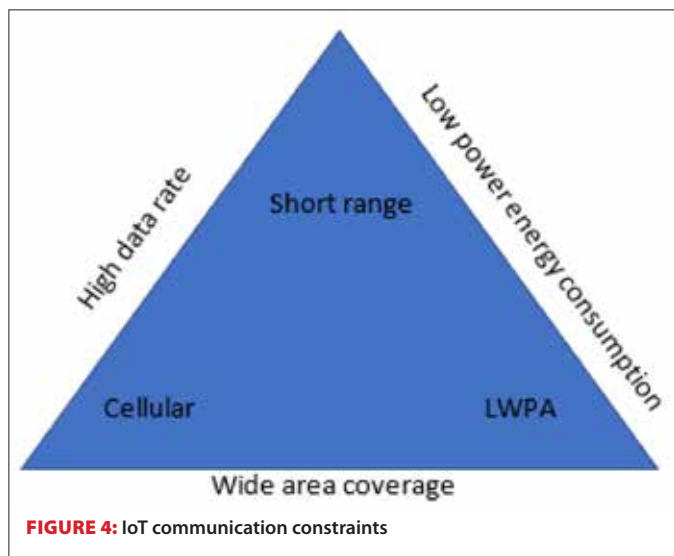 High data rate
Low power energy consumption
Short range
Cellular
LWPA
Wide area coverage
FIGURE 4: IoT communication constraints